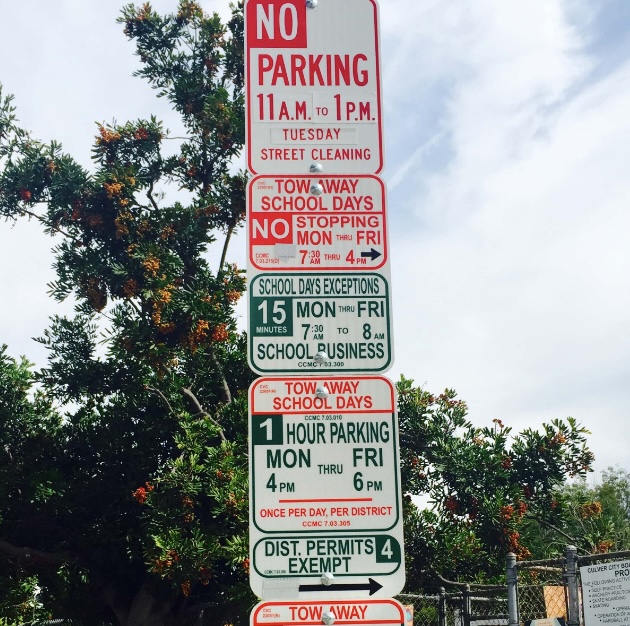 NO
PARKING
11 A.M. TO 1 P.M.
TUESDAY
STREET CLEANING
TOW AWAY
SCHOOL DAYS
NO STOPPING
MON THRU FRI
7:30 AM THRU 4 PM
SCHOOL DAYS EXCEPTIONS
15 MINUTES
MON THRU FRI
7:30 AM TO 8 AM
SCHOOL BUSINESS
CCMC 7.03.300
TOW AWAY
SCHOOL DAYS
CCMC 7.03.010
1 HOUR PARKING
MON THRU FRI
4 PM 6 PM
ONCE PER DAY, PER DISTRICT
CCMC 7.03.305
DIST. PERMITS 4
EXEMPT
TOW AWAY
CULVER CITY BO
PRO